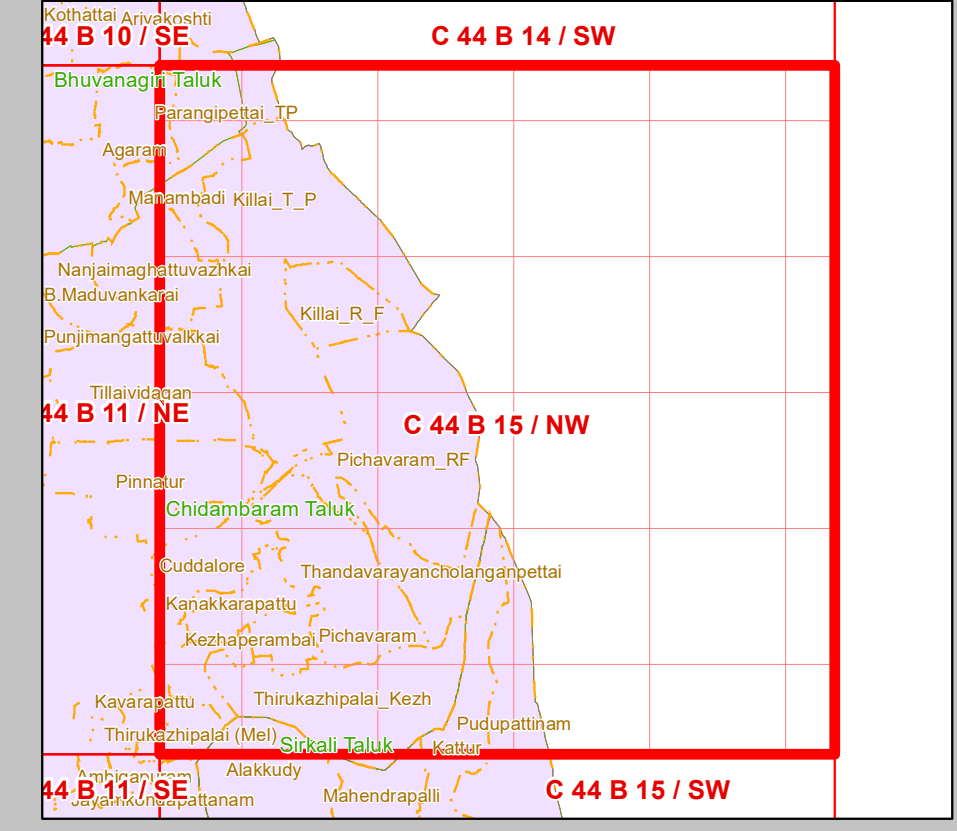 Kothattai
Arivakoshti
44 B 10 / SE
C 44 B 14 / SW
Bhuvanagiri Taluk
Parangipettai_TP
Agaram
Manambadi
Killai_T_P
Nanjaimaghattuvazhkai
B.Maduvankarai
Killai_R_F
Punjimangattuvalkkai
Tillaividagan
44 B 11 / NE
C 44 B 15 / NW
Pichavaram_RF
Pinnatur
Chidambaram Taluk
Cuddalore
Thandavarayancholanganpettai
Kanakkarapattu
Kezhaperambai
Pichavaram
Kavarapattu
Thirukazhipalai_Kezh
Pudupattinam
Thirukazhipalai (Mel)
Sirkali Taluk
Kattur
Alakkudy
Ambigapuram
44 B 11 / SE
C 44 B 15 / SW
Jayamkondapattanam
Mahendrapalli